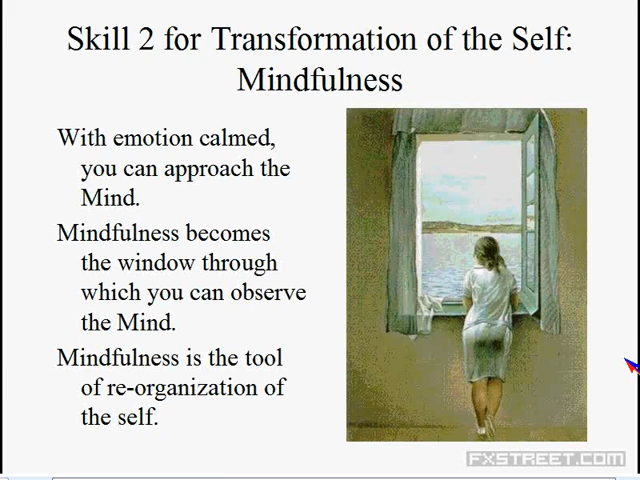 Skill 2 for Transformation of the Self:
Mindfulness
With emotion calmed,
you can approach the
Mind.
Mindfulness becomes
the window through
which you can observe
the Mind.
Mindfulness is the tool
of re-organization of
the self.
FXSTREET.COM